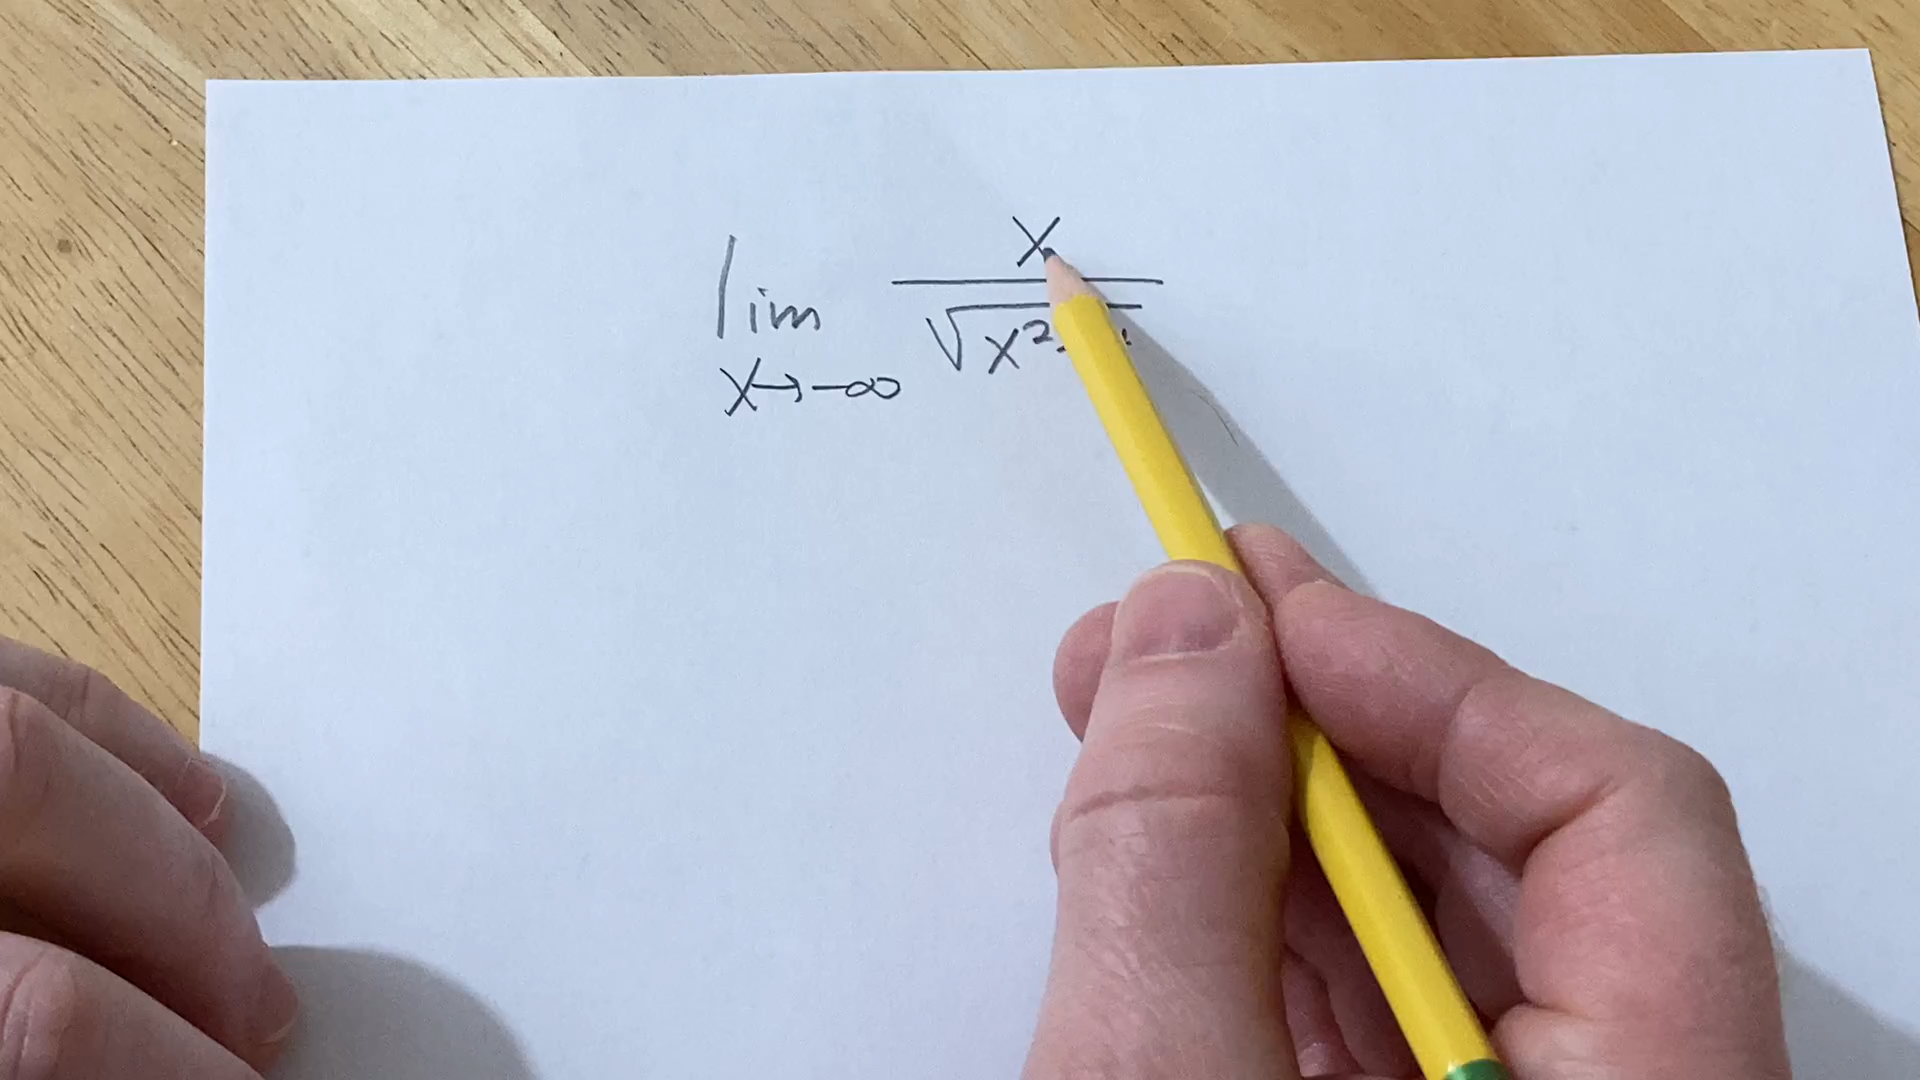 lim x/√x²
x→-∞